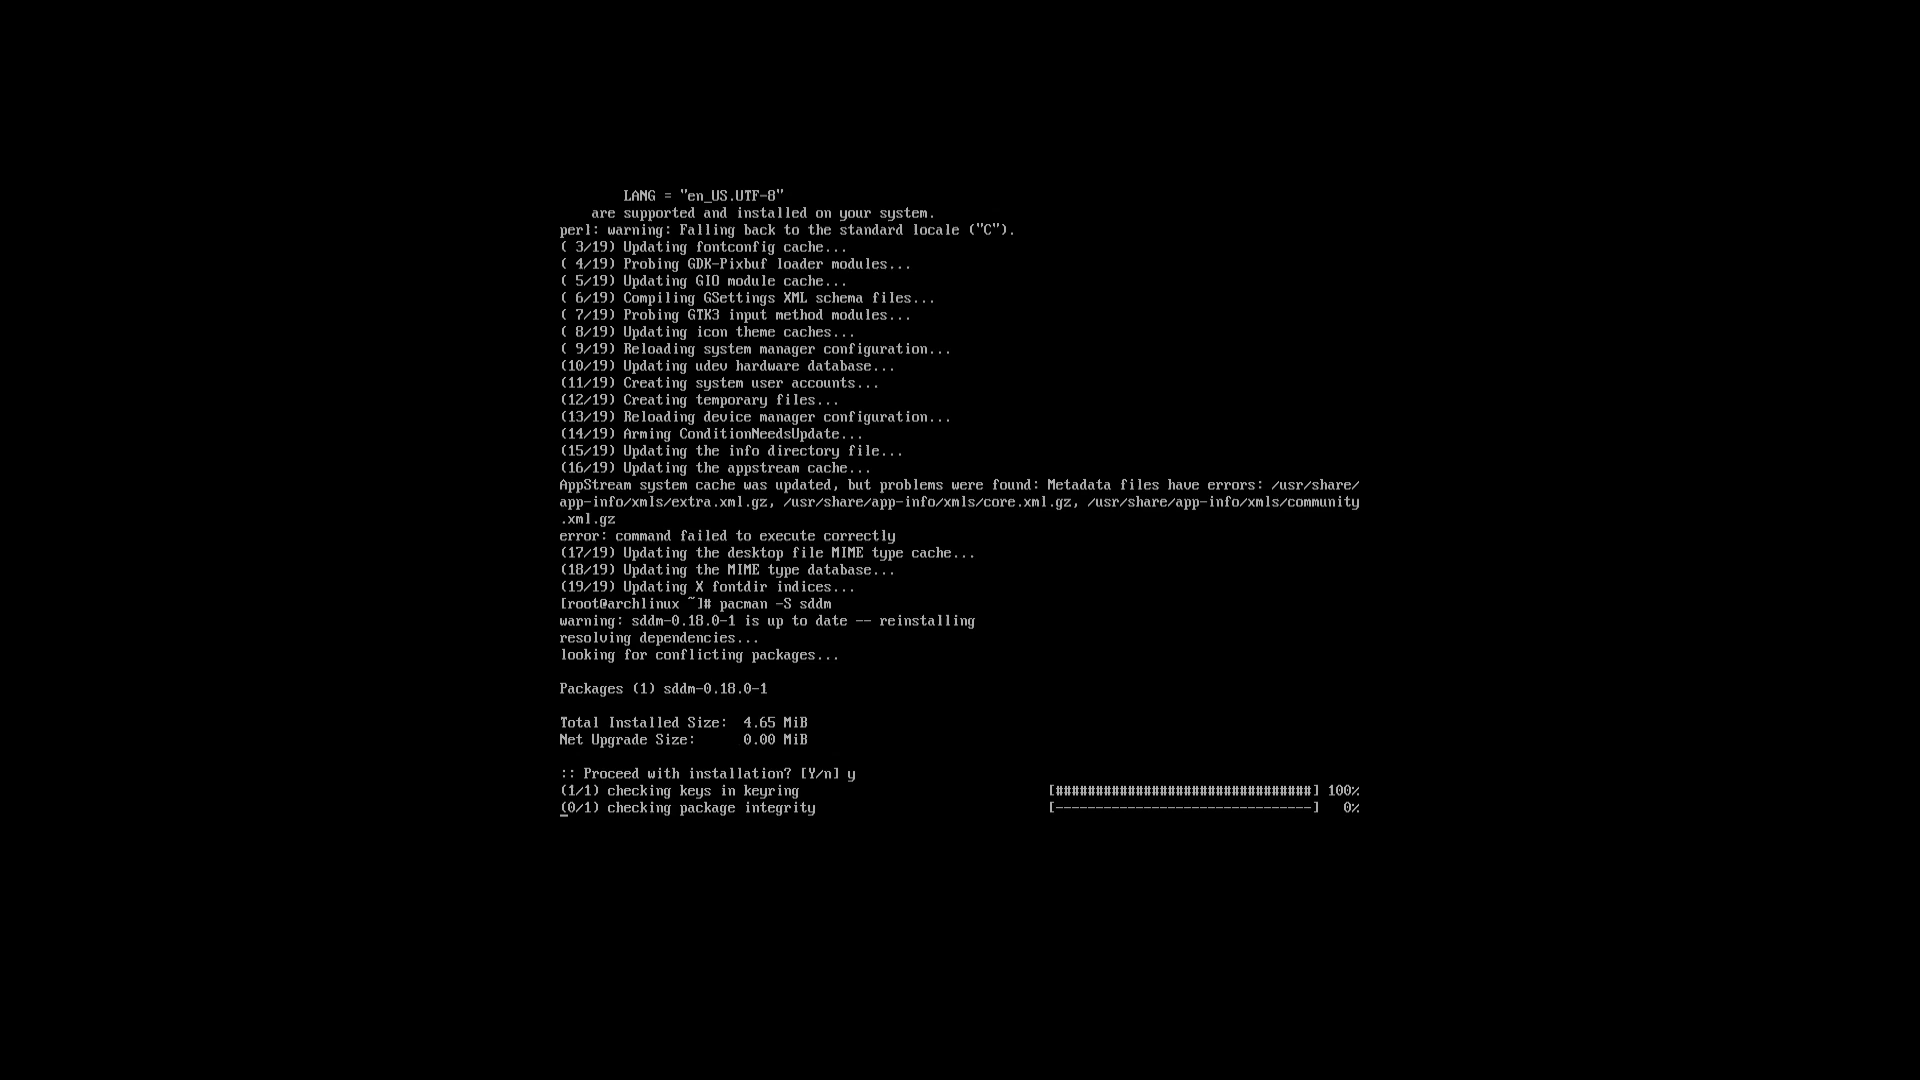 LANG = "en_US.UTF-8"
are supported and installed on your system.
perl: warning: Falling back to the standard locale ("C").
( 3/19) Updating fontconfig cache...
( 4/19) Probing GDK-Pixbuf loader modules...
( 5/19) Updating GIO module cache...
( 6/19) Compiling GSettings XML schema files...
( 7/19) Probing GTK3 input method modules...
( 8/19) Updating icon theme caches...
( 9/19) Reloading system manager configuration...
(10/19) Updating udev hardware database...
(11/19) Creating system user accounts...
(12/19) Creating temporary files...
(13/19) Reloading device manager configuration...
(14/19) Arming ConditionNeedsUpdate...
(15/19) Updating the info directory file...
(16/19) Updating the appstream cache...
AppStream system cache was updated, but problems were found: Metadata files have errors: /usr/share/
app-info/xmls/extra.xml.gz, /usr/share/app-info/xmls/core.xml.gz, /usr/share/app-info/xmls/community
.xml.gz
error: command failed to execute correctly
(17/19) Updating the desktop file MIME type cache...
(18/19) Updating the MIME type database...
(19/19) Updating X fontdir indices...
[root@archlinux ~]# pacman -S sddm
warning: sddm-0.18.0-1 is up to date -- reinstalling
resolving dependencies...
looking for conflicting packages...
Packages (1) sddm-0.18.0-1
Total Installed Size:  4.65 MiB
Net Upgrade Size:      0.00 MiB
:: Proceed with installation? [Y/n] y
(1/1) checking keys in keyring [################################] 100%
(0/1) checking package integrity [--------------------------------]   0%